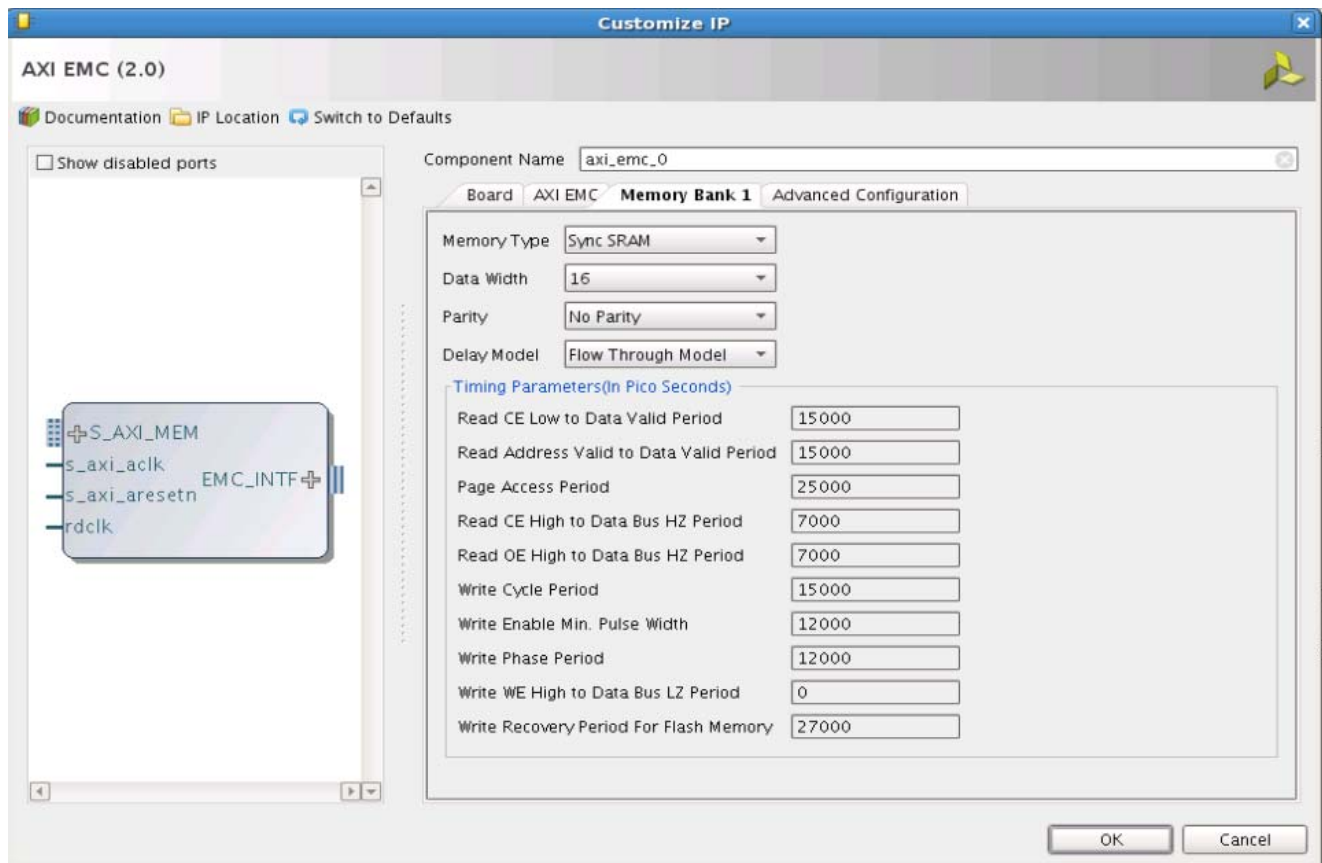 Customize IP
AXI EMC (2.0)
Documentation IP Location Switch to Defaults
Show disabled ports
S_AXI_MEM
s_axi_aclk
s_axi_aresetn
rdclk
EMC_INTF
Component Name axi_emc_0
Board AXI EMC Memory Bank 1 Advanced Configuration
Memory Type Sync SRAM
Data Width 16
Parity No Parity
Delay Model Flow Through Model
Timing Parameters(In Pico Seconds)
Read CE Low to Data Valid Period 15000
Read Address Valid to Data Valid Period 15000
Page Access Period 25000
Read CE High to Data Bus HZ Period 7000
Read OE High to Data Bus HZ Period 7000
Write Cycle Period 15000
Write Enable Min. Pulse Width 12000
Write Phase Period 12000
Write WE High to Data Bus LZ Period 0
Write Recovery Period For Flash Memory 27000
OK Cancel